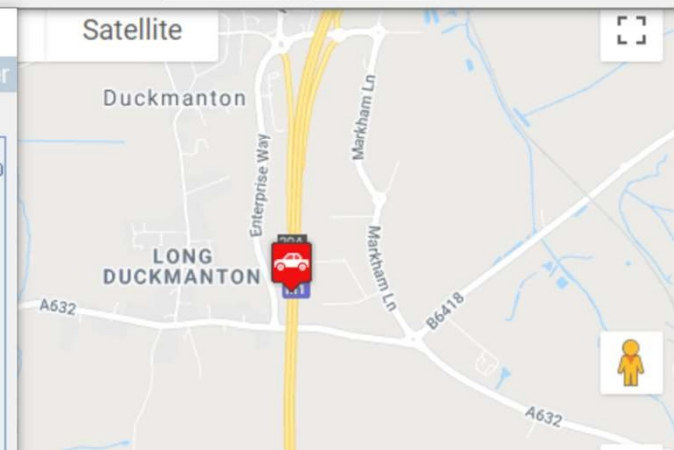 Satellite
Duckmanton
Markham Ln
Enterprise Way
Markham Ln
LONG
DUCKMANTON
A632
B6418
A632